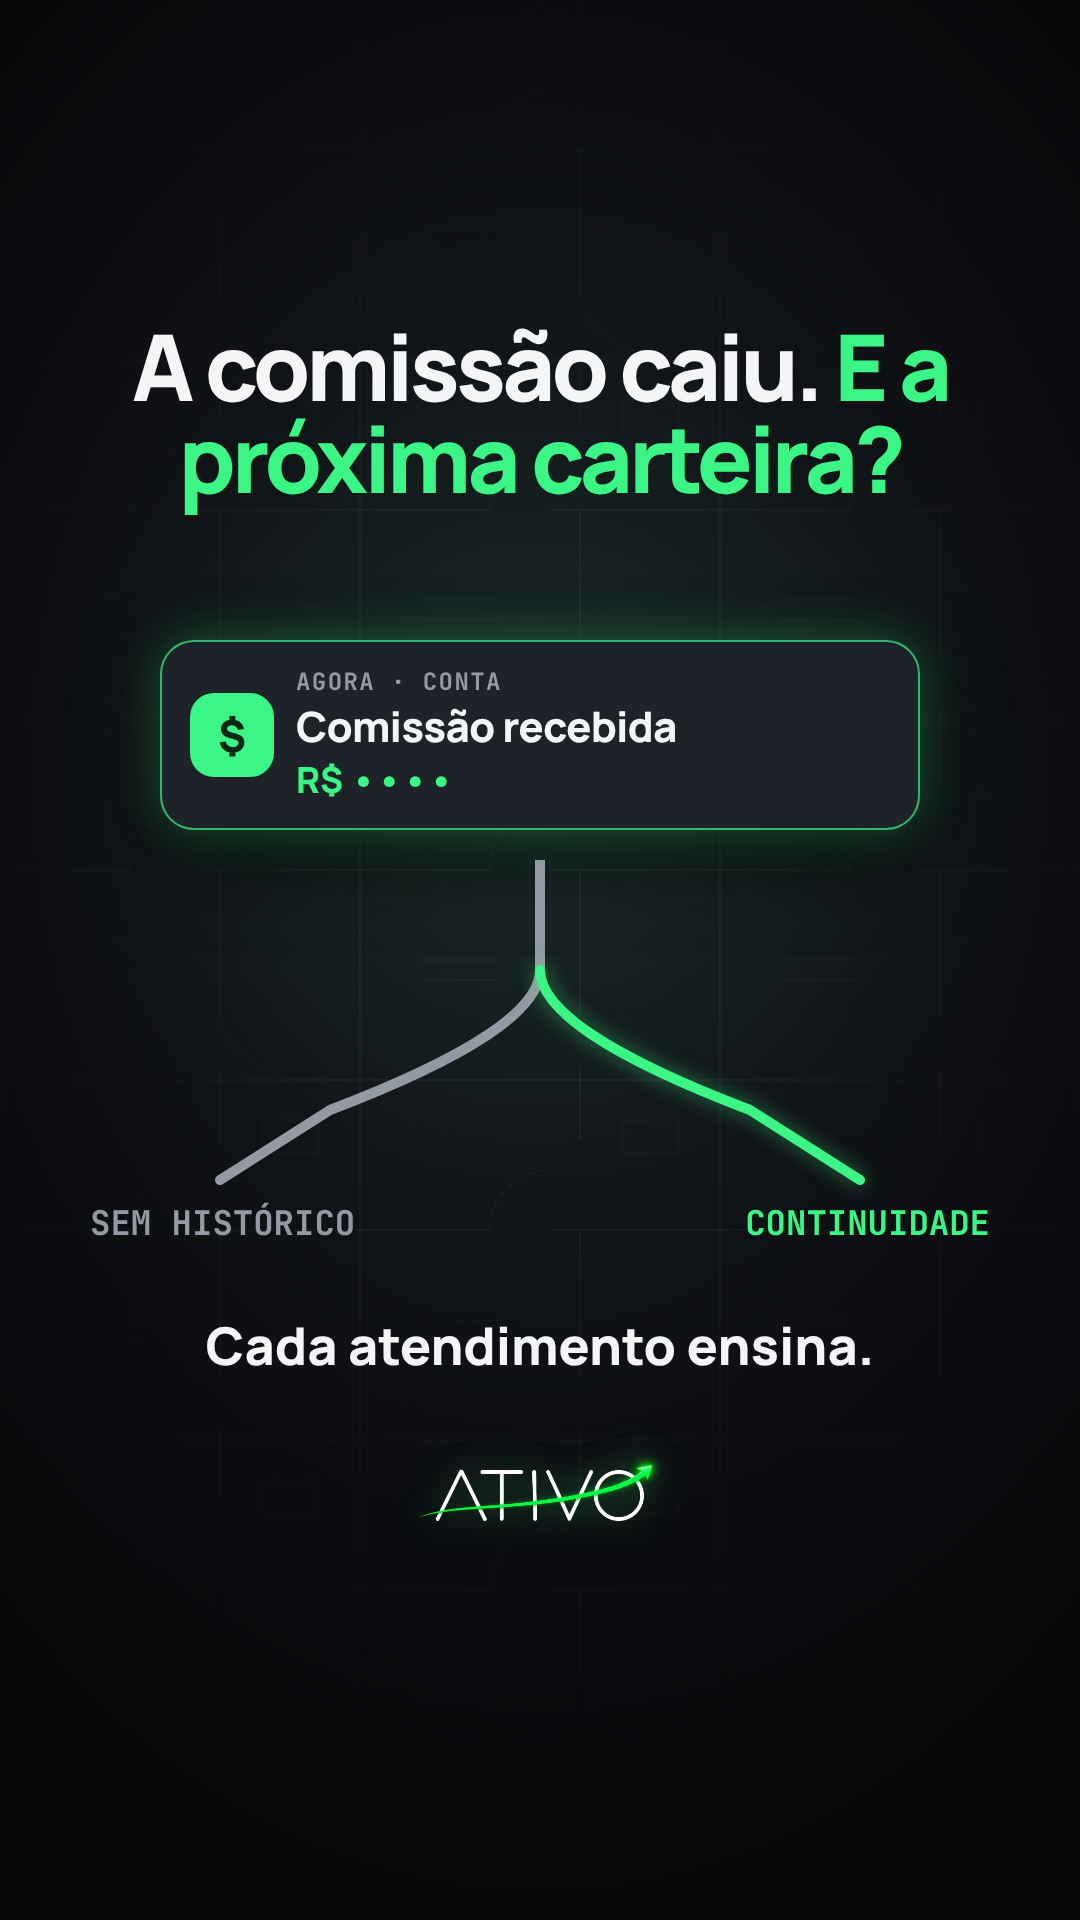 A comissão caiu. E a
próxima carteira?
AGORA · CONTA
$
Comissão recebida
R$ ••••
SEM HISTÓRICO
CONTINUIDADE
Cada atendimento ensina.
ATIVO